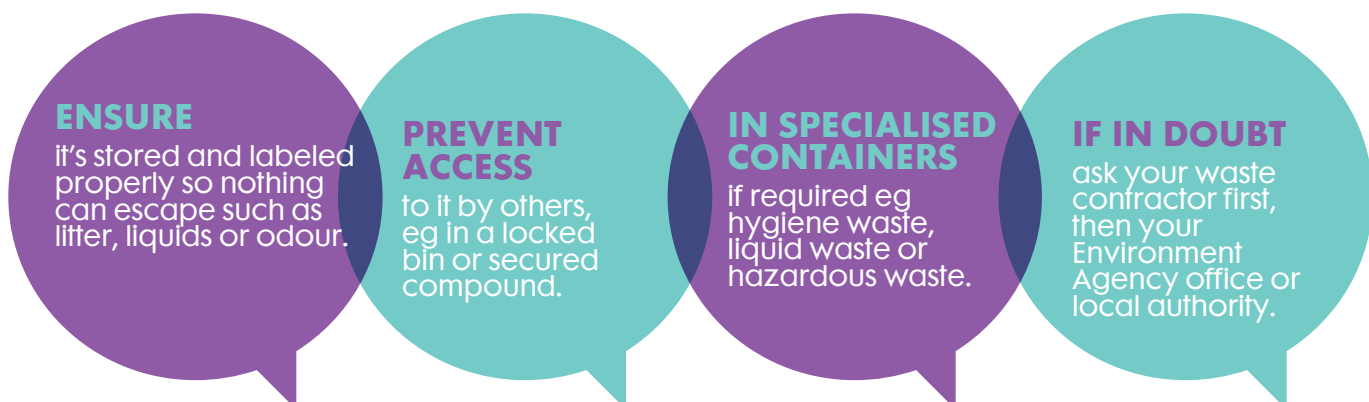 ENSURE
it's stored and labeled
properly so nothing
can escape such as
litter, liquids or odour.
PREVENT
ACCESS
to it by others,
eg in a locked
bin or secured
compound.
IN SPECIALISED
CONTAINERS
if required eg
hygiene waste,
liquid waste or
hazardous waste.
IF IN DOUBT
ask your waste
contractor first,
then your
Environment
Agency office or
local authority.